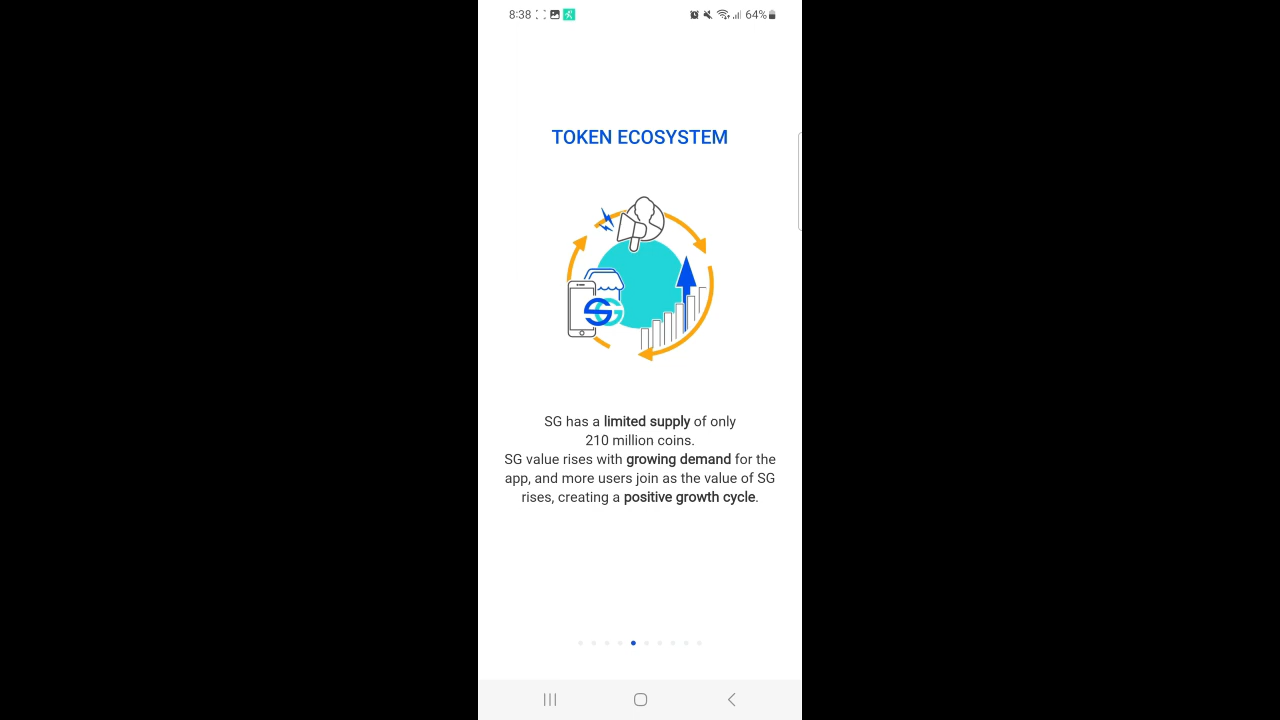 8:38
64%
TOKEN ECOSYSTEM
SG
SG has a limited supply of only
210 million coins.
SG value rises with growing demand for the
app, and more users join as the value of SG
rises, creating a positive growth cycle.